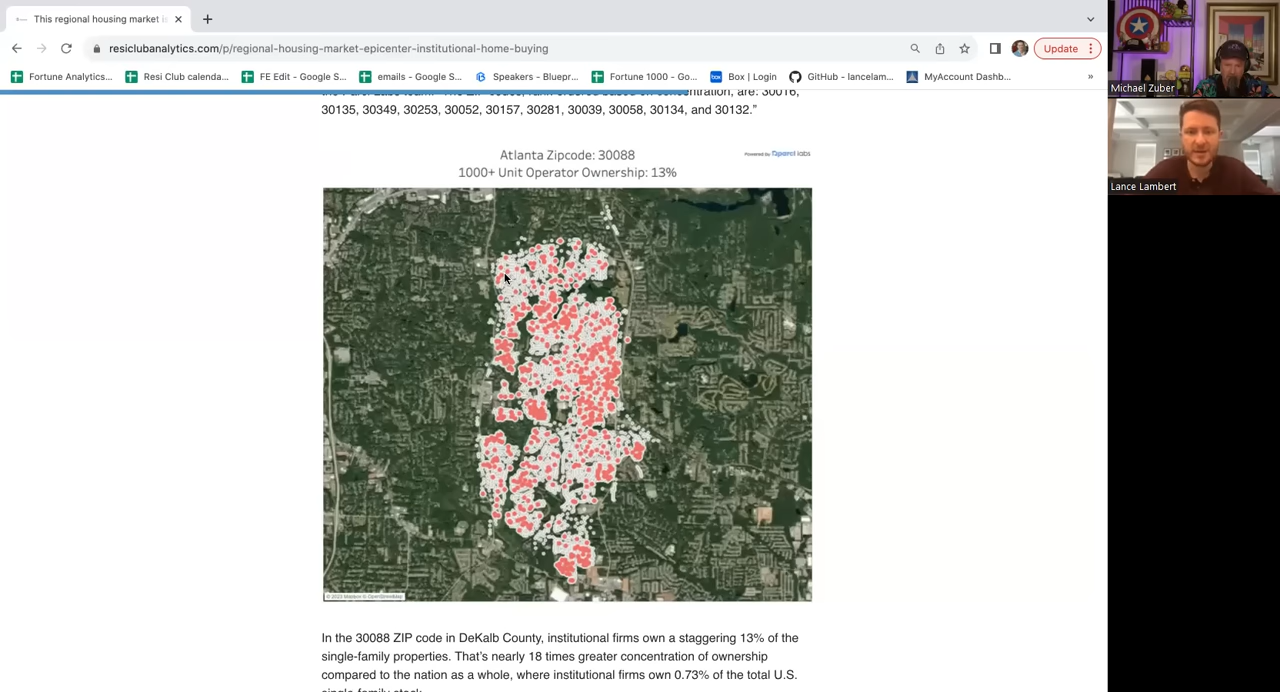 This regional housing market i
resiclubanalytics.com/p/regional-housing-market-epicenter-institutional-home-buying
Update
Fortune Analytics...
Resi Club calenda...
FE Edit - Google S...
emails - Google S...
Speakers - Bluepr...
Fortune 1000 - Go...
box
Box | Login
GitHub - lancelam...
MyAccount Dashb...
»
30135, 30349, 30253, 30052, 30157, 30281, 30039, 30058, 30134, and 30132.”
Atlanta Zipcode: 30088
1000+ Unit Operator Ownership: 13%
Powered by parcl labs
In the 30088 ZIP code in DeKalb County, institutional firms own a staggering 13% of the
single-family properties. That’s nearly 18 times greater concentration of ownership
compared to the nation as a whole, where institutional firms own 0.73% of the total U.S.
Michael Zuber
Lance Lambert